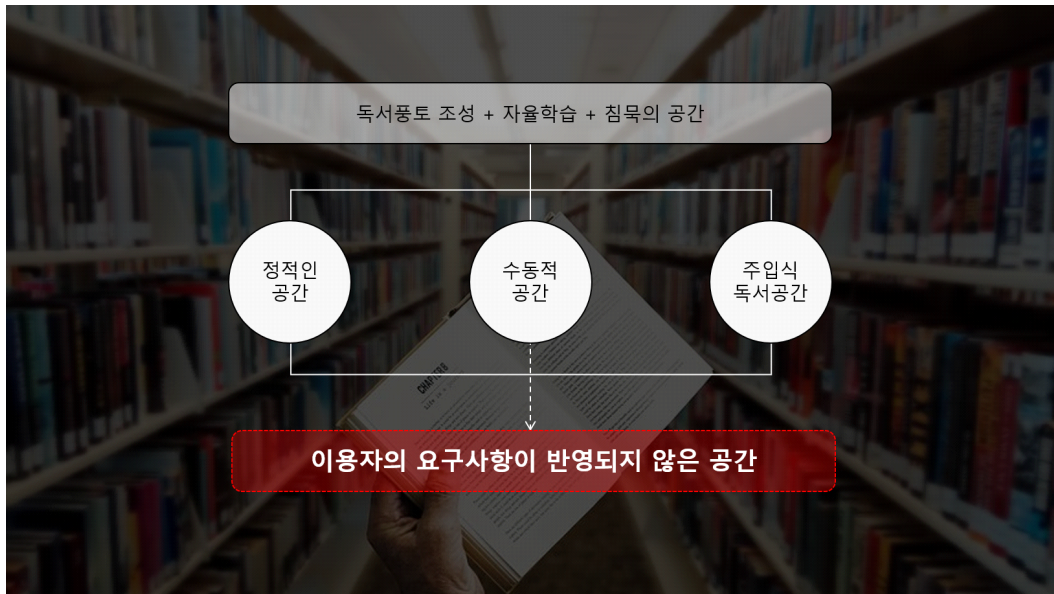 독서풍토 조성 + 자율학습 + 침묵의 공간
정적인
공간
수동적
공간
주입식
독서공간
CHAPTER
이용자의 요구사항이 반영되지 않은 공간